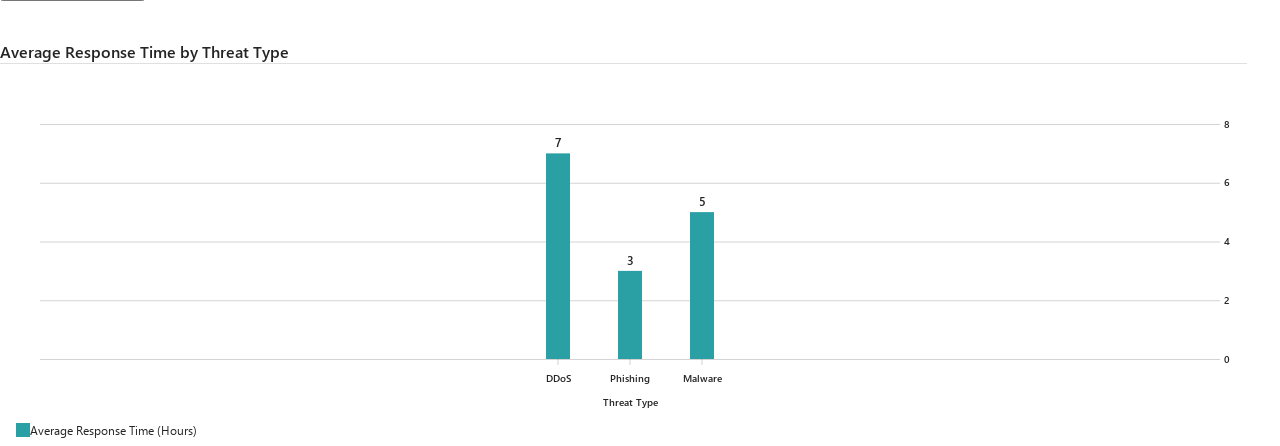 Average Response Time by Threat Type
8
7
6
5
4
3
2
0
DDoS Phishing Malware
Threat Type
Average Response Time (Hours)